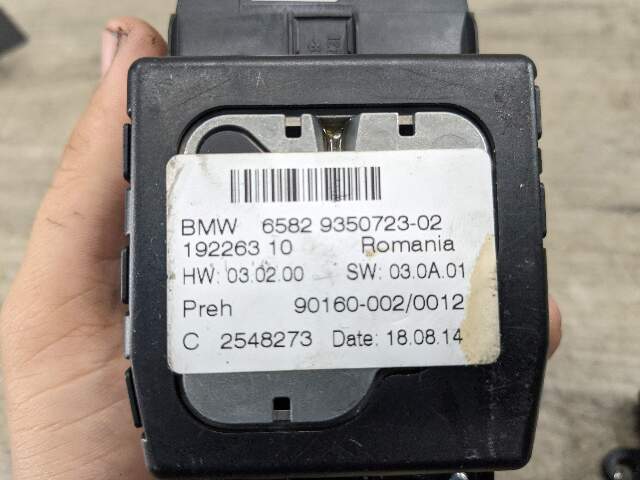 BMW 6582 9350723-02
192263 10 Romania
HW: 03.02.00 SW: 03.0A.01
Preh 90160-002/0012
C 2548273 Date: 18.08.14